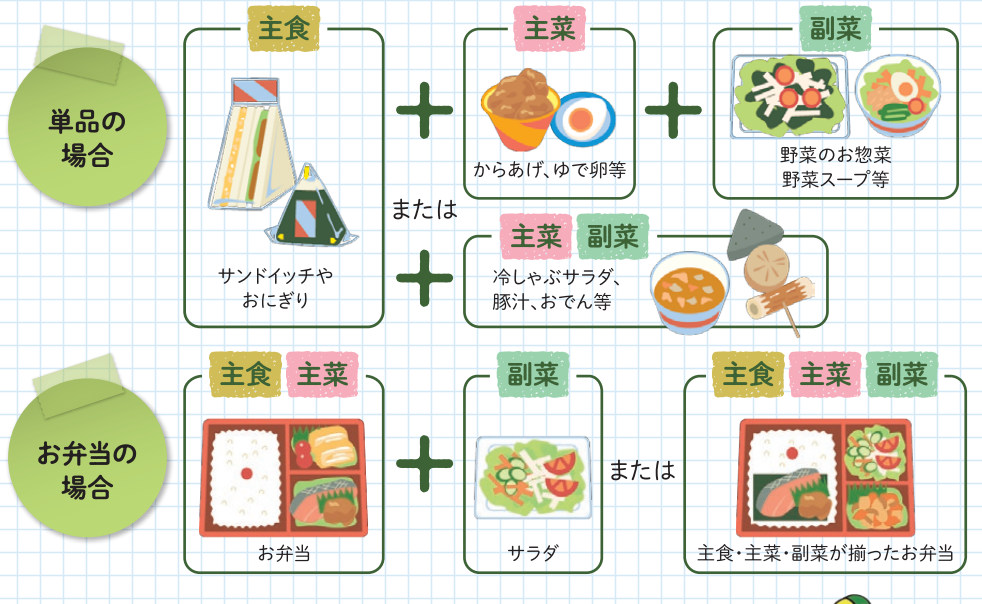 単品の
場合
主食
サンドイッチや
おにぎり
主菜
からあげ、ゆで卵等
副菜
野菜のお惣菜
野菜スープ等
または
主菜 副菜
冷しゃぶサラダ、
豚汁、おでん等
お弁当の
場合
主食 主菜
お弁当
副菜
サラダ
または
主食 主菜 副菜
主食・主菜・副菜が揃ったお弁当